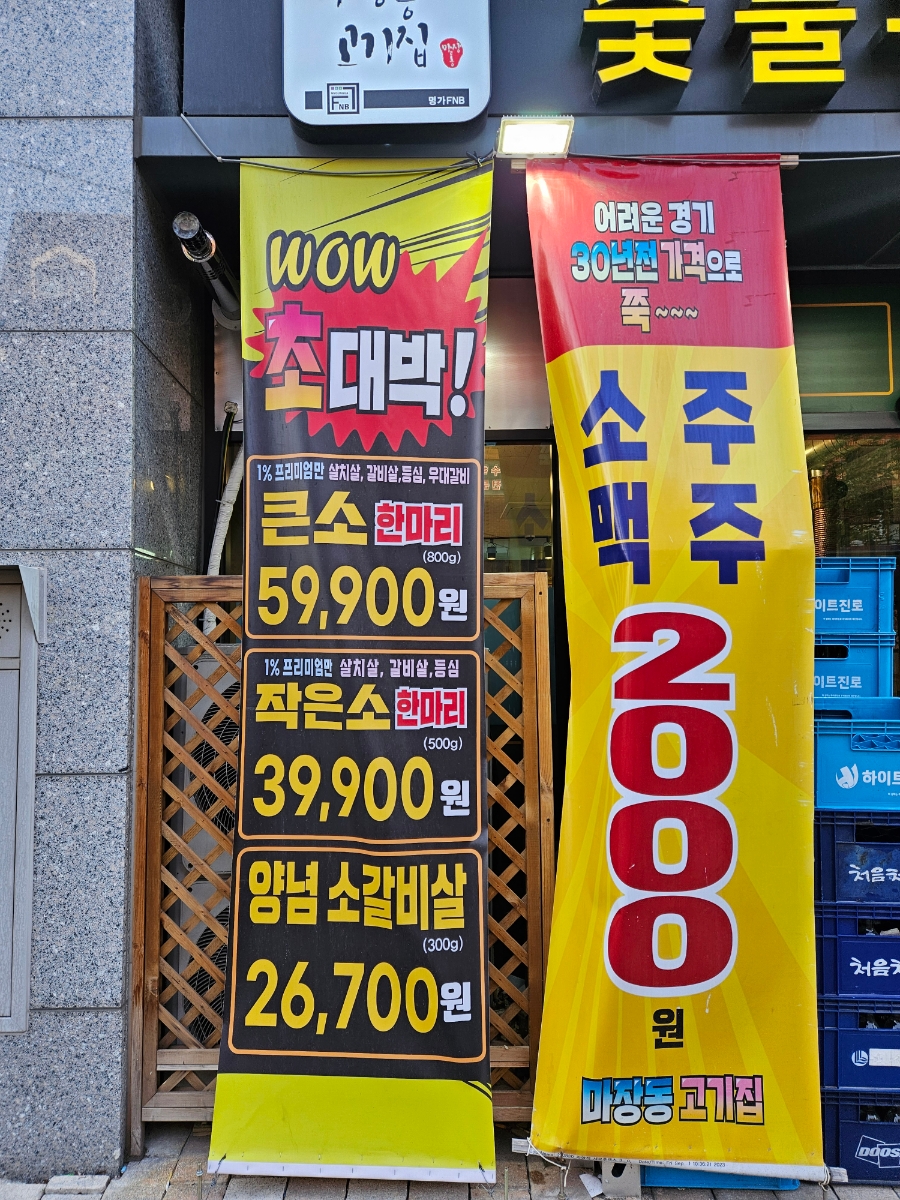 고기집
FNB
명가FNB
숯불
WOW
초대박!
1% 프리미엄만 살치살, 갈비살, 등심, 우대갈비
큰소 한마리
(800g)
59,900원
1% 프리미엄만 살치살, 갈비살, 등심
작은소 한마리
(500g)
39,900원
양념 소갈비살
(300g)
26,700원
어려운 경기
30년전 가격으로
쭉~~~
소주
맥주
2000
원
마장동 고기집
하이트진로
하이트진로
하이트
처음처
처음처
DOOS